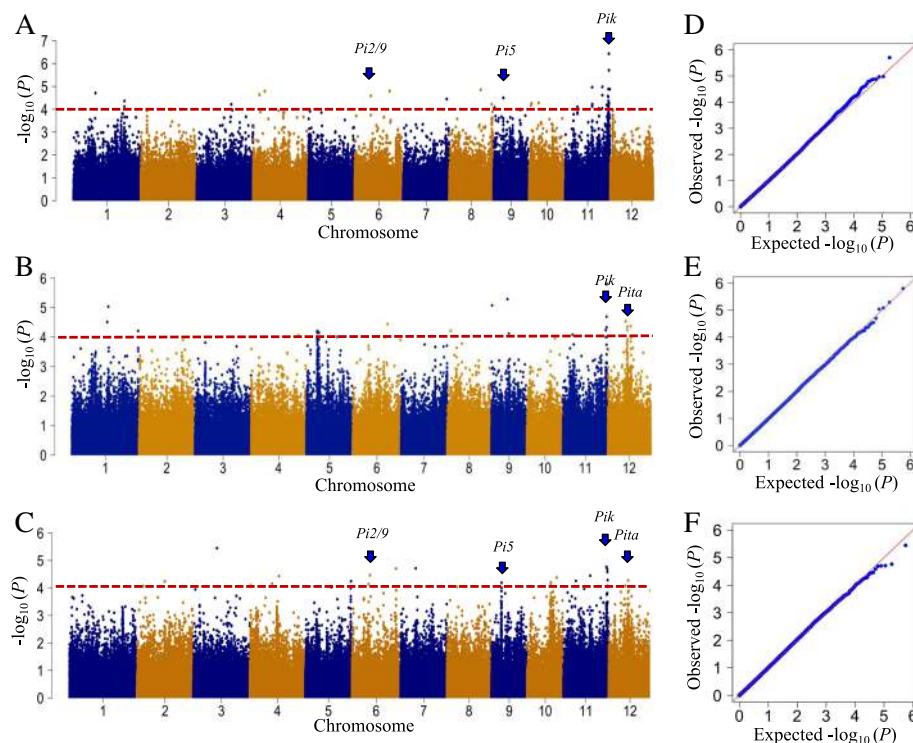 A
Pik
Pi2/9
Pi5
7
6
5
4
3
2
1
0
-log10 (P)
1 2 3 4 5 6 7 8 9 10 11 12
Chromosome
D
6
5
4
3
2
1
0
Observed -log10 (P)
0 1 2 3 4 5 6
Expected -log10 (P)
B
Pik
Pita
6
5
4
3
2
1
0
-log10 (P)
1 2 3 4 5 6 7 8 9 10 11 12
Chromosome
E
6
5
4
3
2
1
0
Observed -log10 (P)
0 1 2 3 4 5 6
Expected -log10 (P)
C
Pik
Pi2/9
Pi5
Pita
6
5
4
3
2
1
0
-log10 (P)
1 2 3 4 5 6 7 8 9 10 11 12
Chromosome
F
6
5
4
3
2
1
0
Observed -log10 (P)
0 1 2 3 4 5 6
Expected -log10 (P)